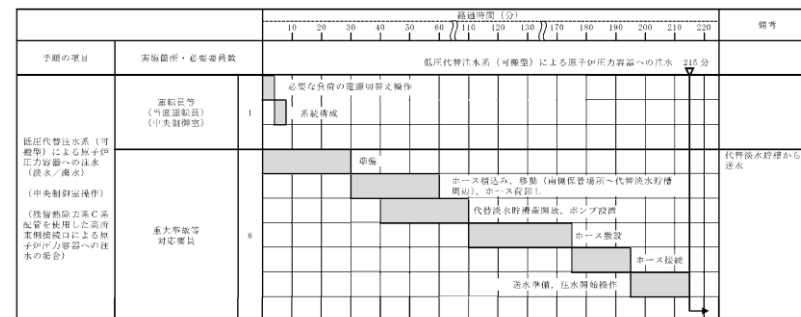 経過時間（分）
備考
10 20 30 40 50 60 130 140 170 180 190 200 210 220
手順の項目
実施箇所・必要要員数
低圧代替注水系（可搬型）による原子炉圧力容器への注水 215分
低圧代替注水系（可
搬型）による原子炉
圧力容器への注水
（淡水／海水）
（中央制御室操作）
（残留熱除去系Ｃ系
配管を使用した高所
東側接続口による原
子炉圧力容器への注
水の場合）
運転員等
（当直運転員）
（中央制御室）
1
必要な負荷の電源切替え操作
系統構成
重大事故等
対応要員
8
準備
ホース積込み，移動（南側保管場所～代替淡水貯槽
周辺），ホース荷卸し
代替淡水貯槽蓋開放，ポンプ設置
ホース敷設
ホース接続
送水準備，注水開始操作
代替淡水貯槽から
送水